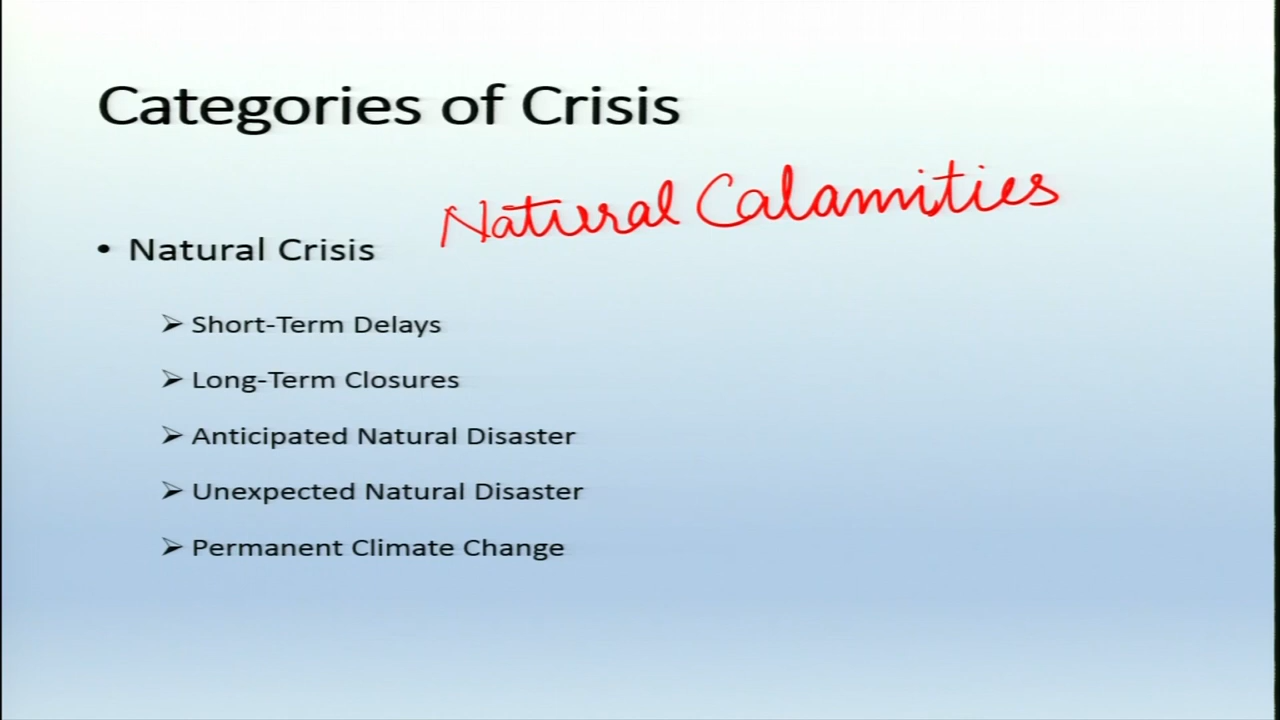 Categories of Crisis
Natural Calamities
• Natural Crisis
➢ Short-Term Delays
➢ Long-Term Closures
➢ Anticipated Natural Disaster
➢ Unexpected Natural Disaster
➢ Permanent Climate Change